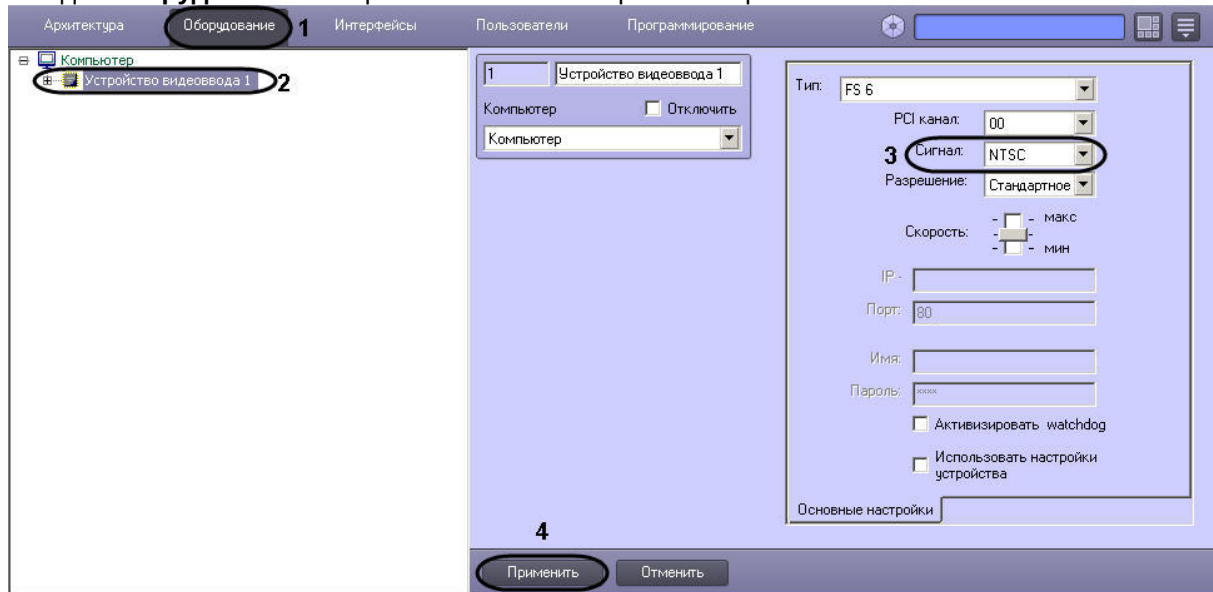 Архитектура Оборудование 1 Интерфейсы Пользователи Программирование
Компьютер
Устройство видеоввода 1 2
1 Устройство видеоввода 1
Компьютер Отключить
Компьютер
Тип: FS 6
PCI канал: 00
3 Сигнал: NTSC
Разрешение: Стандартное
Скорость: макс
мин
IP -
Порт: 80
Имя:
Пароль: ****
Активизировать watchdog
Использовать настройки
устройства
Основные настройки
4
Применить Отменить